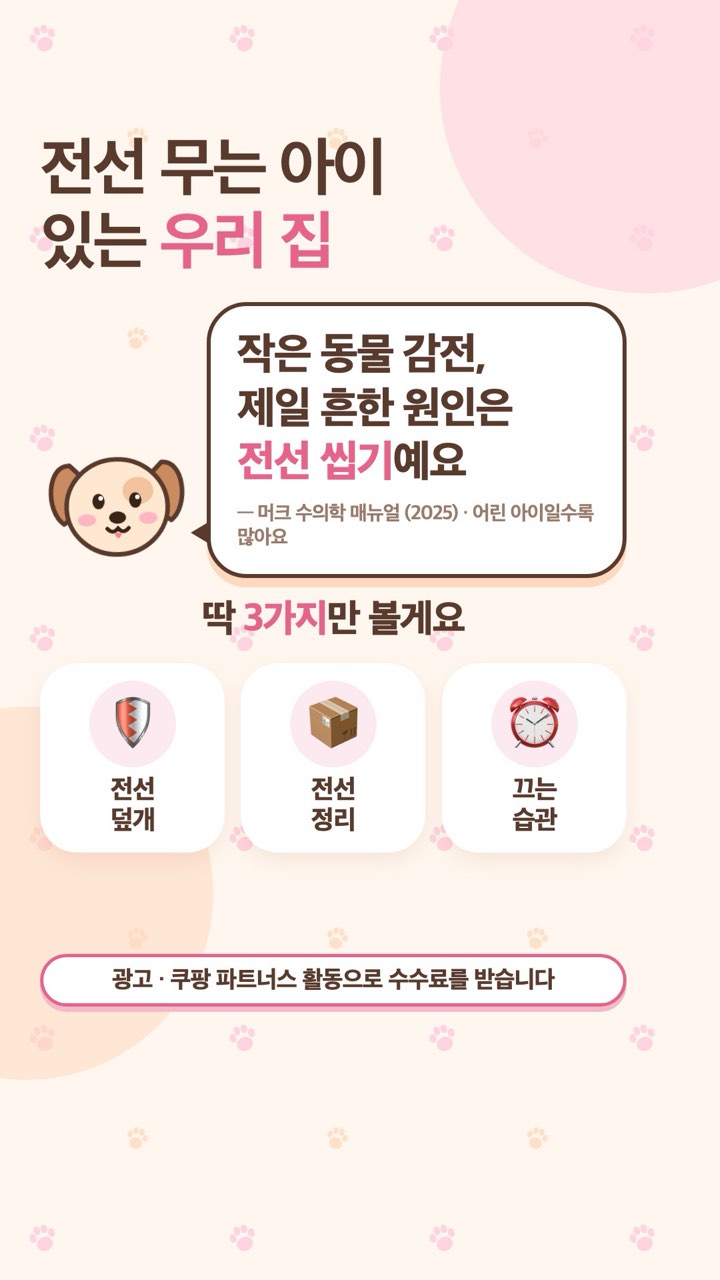 전선 무는 아이
있는 우리 집
작은 동물 감전,
제일 흔한 원인은
전선 씹기예요
— 머크 수의학 매뉴얼 (2025) · 어린 아이일수록
많아요
딱 3가지만 볼게요
전선
덮개
전선
정리
끄는
습관
광고 · 쿠팡 파트너스 활동으로 수수료를 받습니다